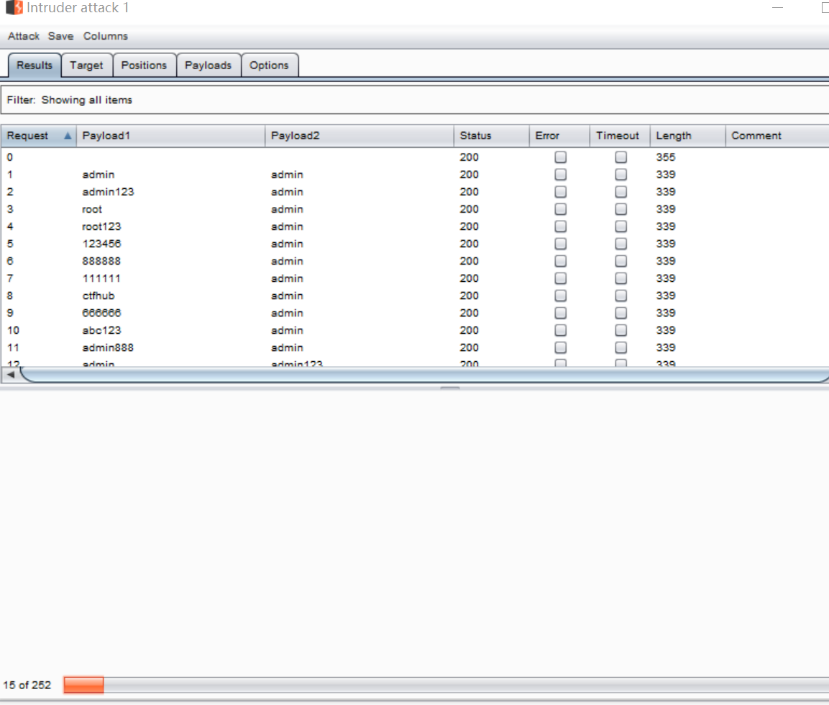 Intruder attack 1
Attack Save Columns
Results Target Positions Payloads Options
Filter: Showing all items
Request Payload1 Payload2 Status Error Timeout Length Comment
0 200 355
1 admin admin 200 339
2 admin123 admin 200 339
3 root admin 200 339
4 root123 admin 200 339
5 123456 admin 200 339
6 888888 admin 200 339
7 111111 admin 200 339
8 ctfhub admin 200 339
9 666666 admin 200 339
10 abc123 admin 200 339
11 admin888 admin 200 339
12 admin admin123 200 339
15 of 252